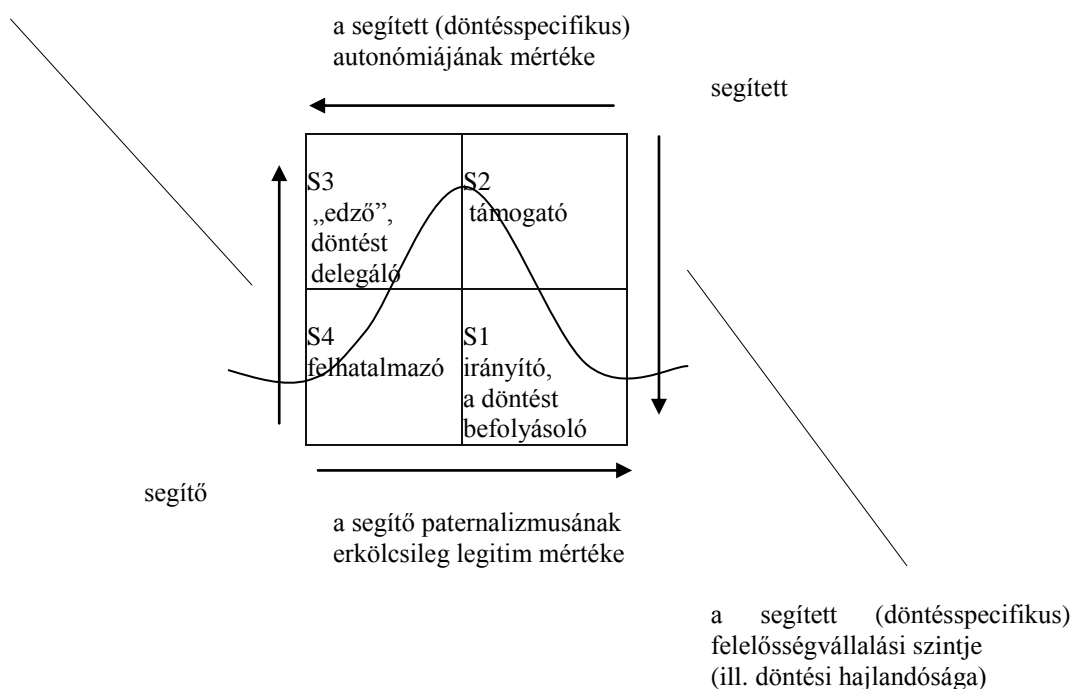 a segített (döntésspecifikus)
autonómiájának mértéke
segített
S3
„edző”,
döntést
delegáló
S2
támogató
S4
felhatalmazó
S1
irányító,
a döntést
befolyásoló
segítő
a segítő paternalizmusának
erkölcsileg legitim mértéke
a segített (döntésspecifikus)
felelősségvállalási szintje
(ill. döntési hajlandósága)